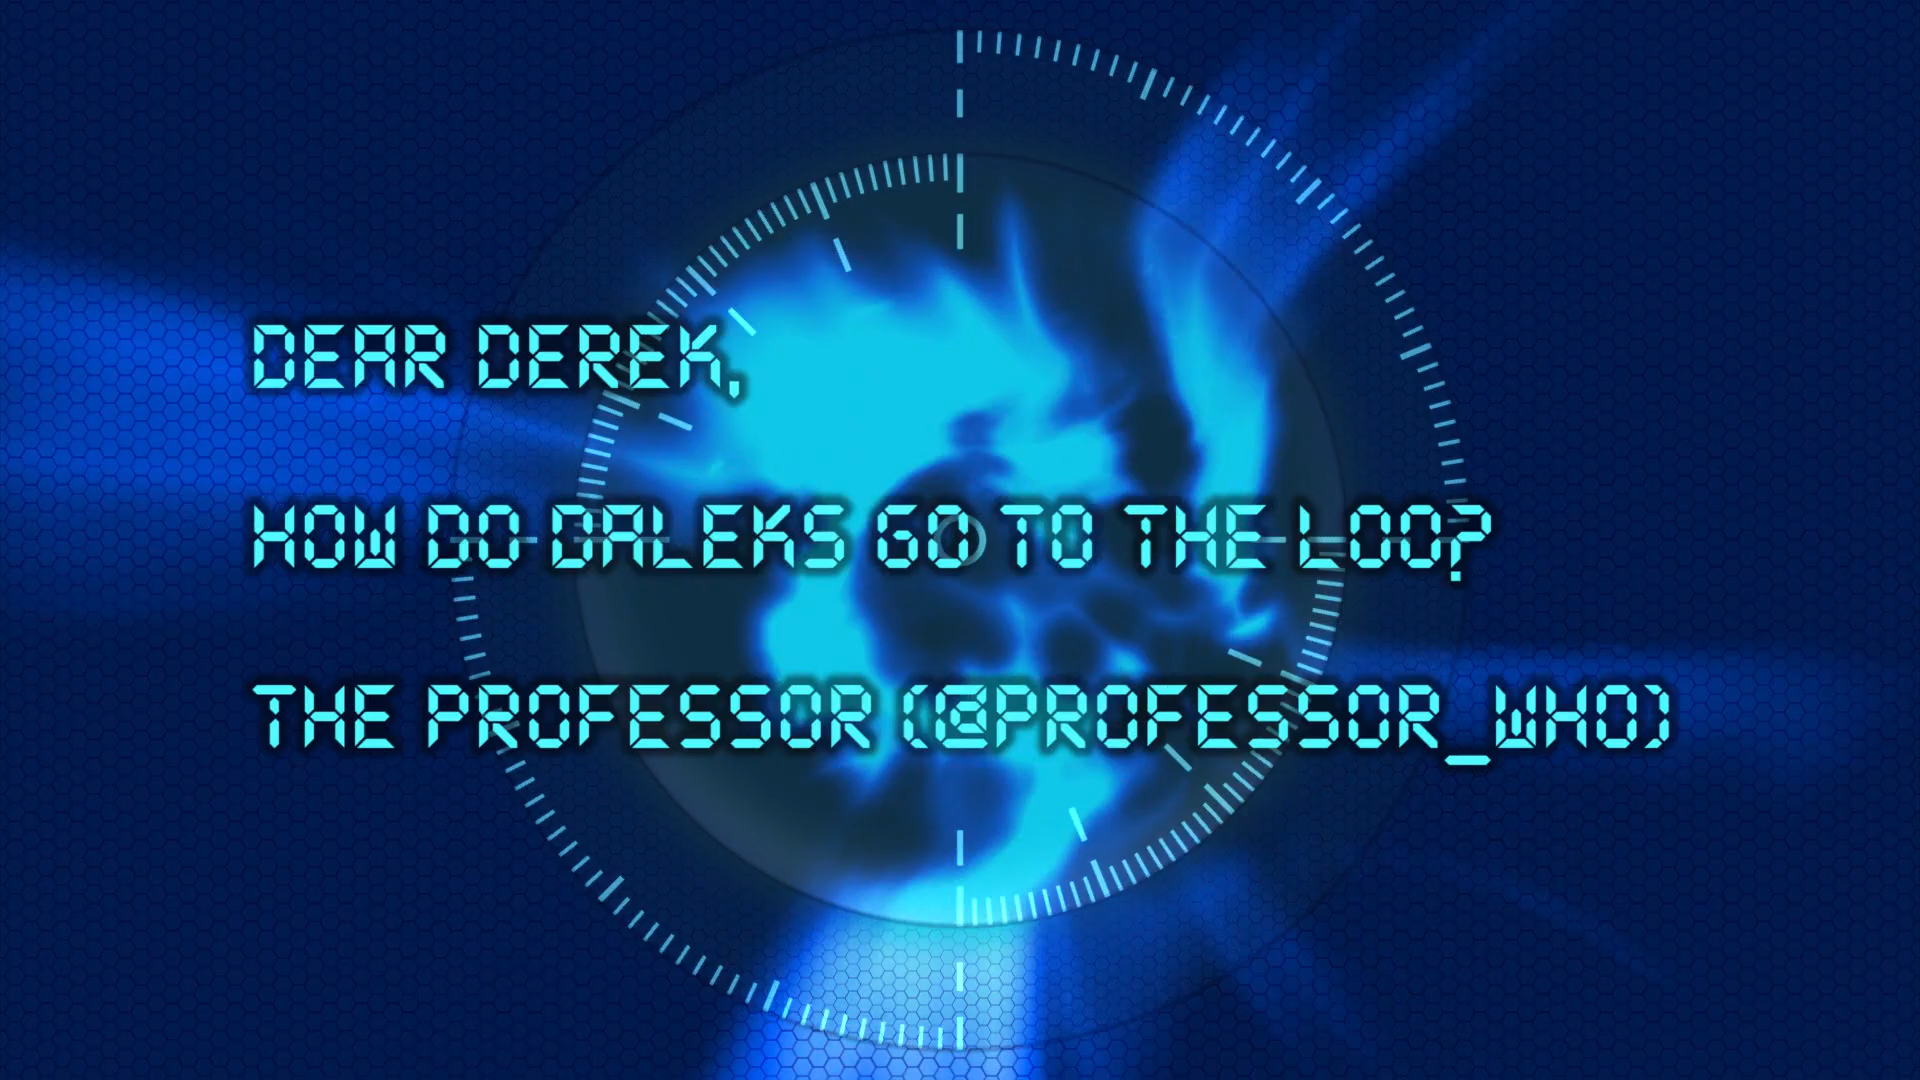 DEAR DEREK,
HOW DO DALEKS GO TO THE LOO?
THE PROFESSOR (@PROFESSOR_WHO)